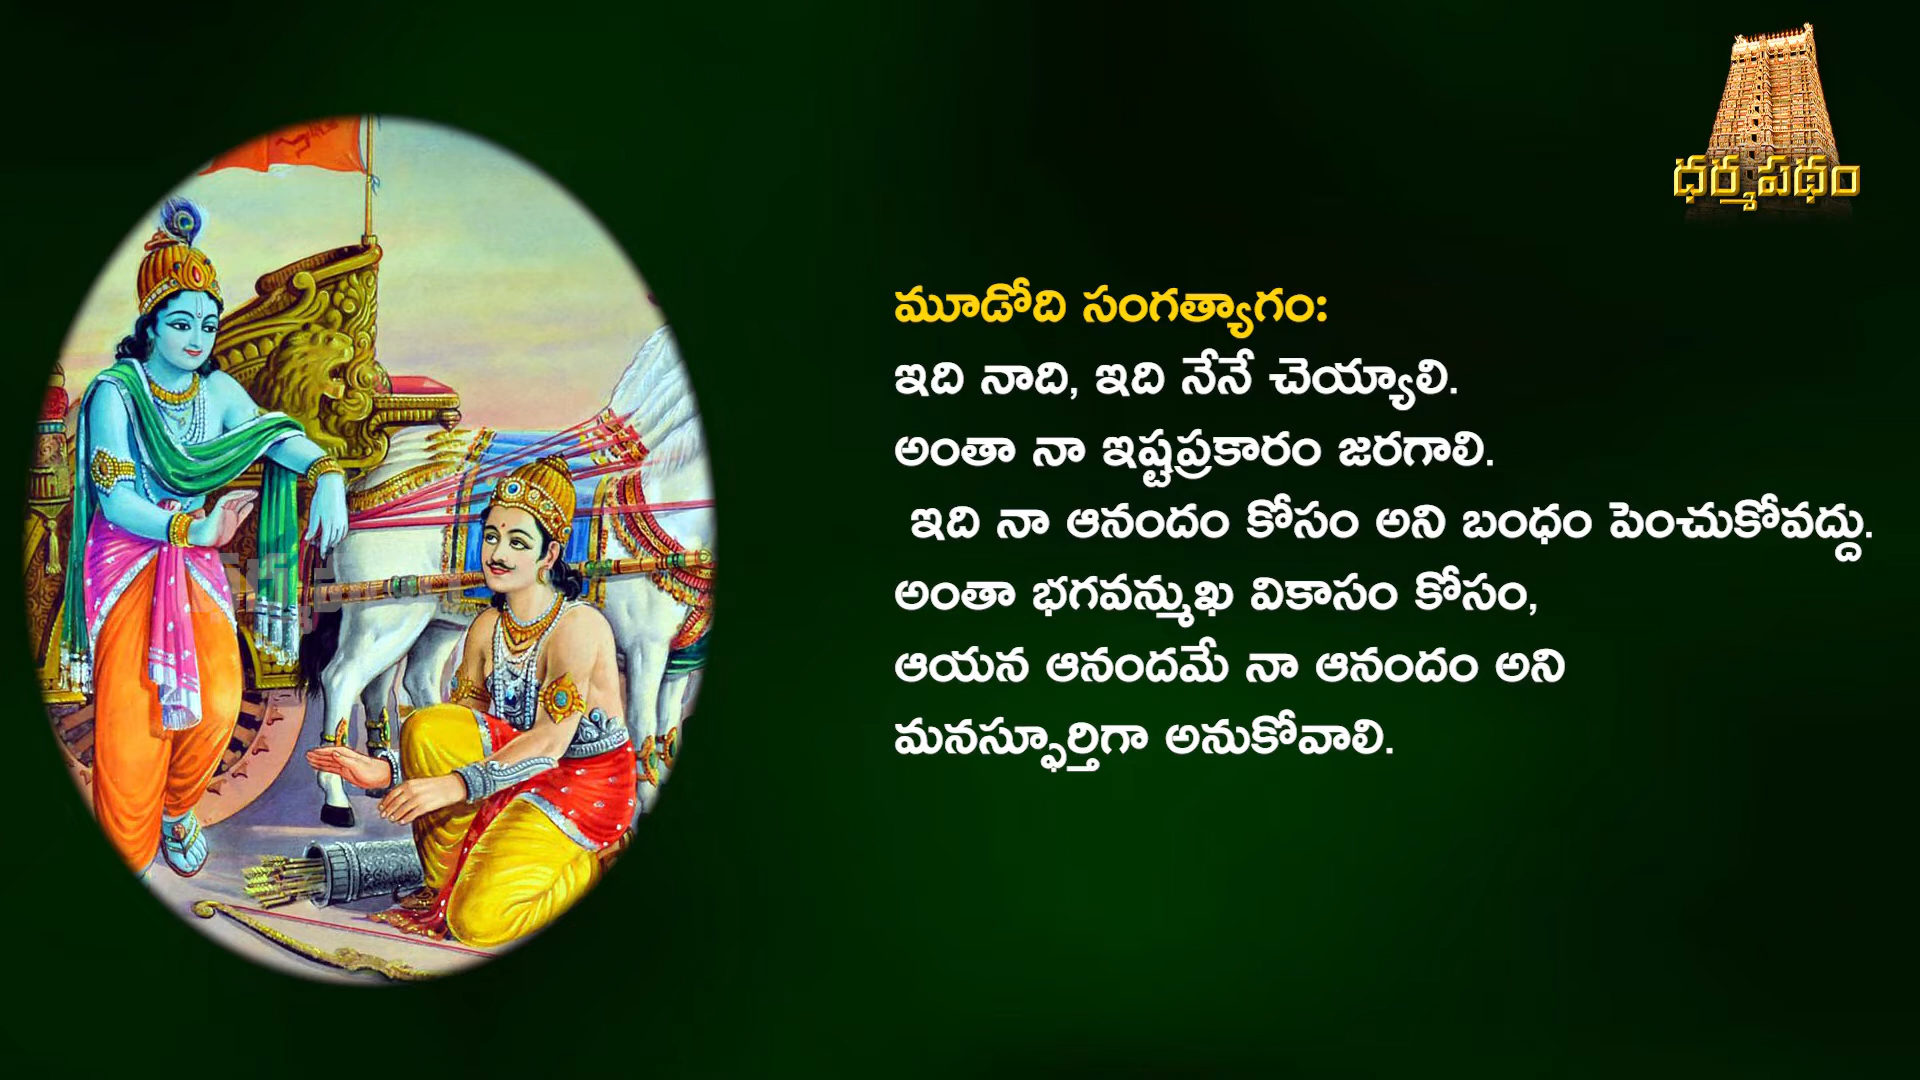 ధర్మపథం
మూడోది సంగత్యాగం:
ఇది నాది, ఇది నేనే చెయ్యాలి.
అంతా నా ఇష్టప్రకారం జరగాలి.
ఇది నా ఆనందం కోసం అని బంధం పెంచుకోవద్దు.
అంతా భగవన్ముఖ వికాసం కోసం,
ఆయన ఆనందమే నా ఆనందం అని
మనస్ఫూర్తిగా అనుకోవాలి.